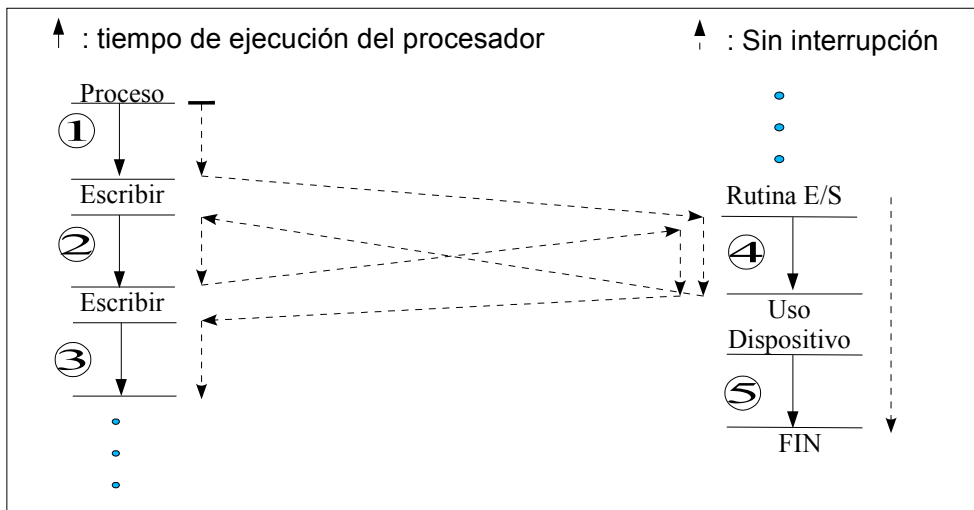 : tiempo de ejecución del procesador
: Sin interrupción
Proceso
1
Escribir
2
Escribir
3
Rutina E/S
4
Uso
Dispositivo
5
FIN